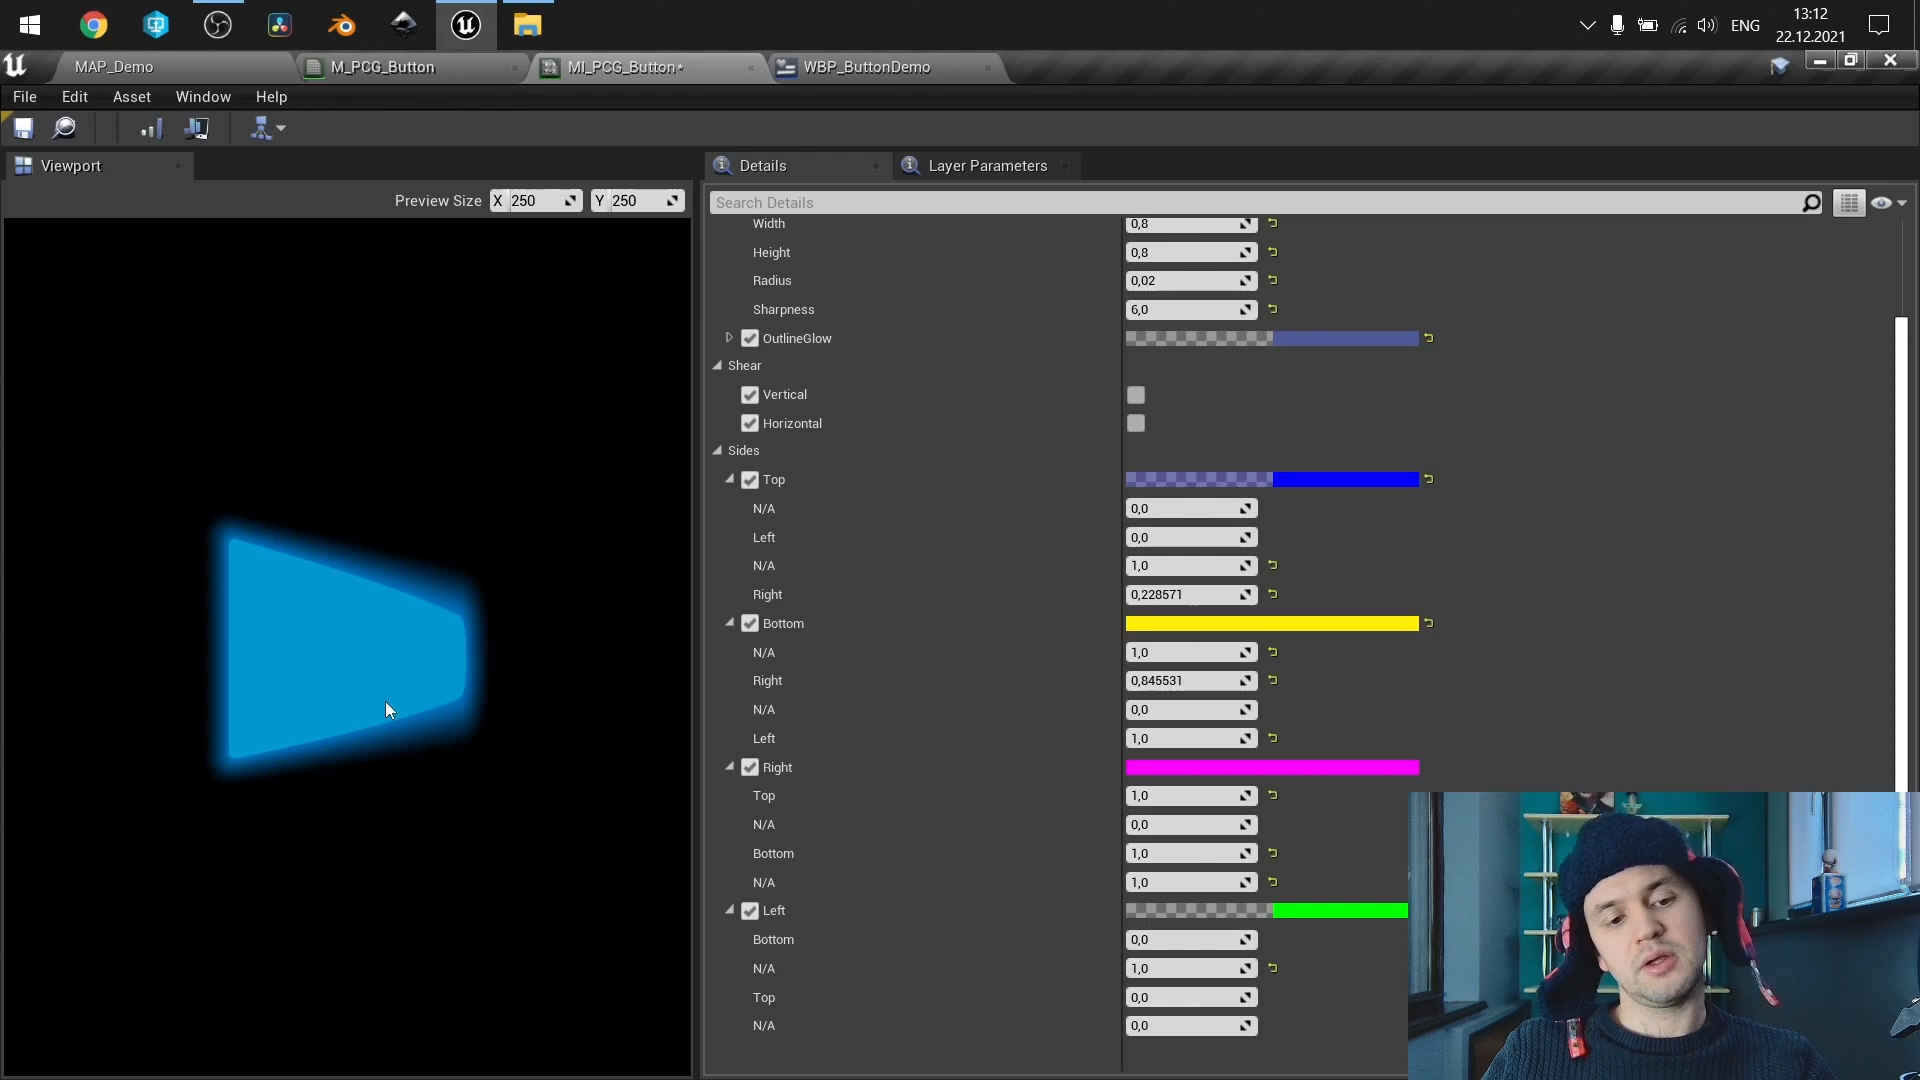 ENG
13:12
22.12.2021
MAP_Demo
M_PCG_Button
MI_PCG_Button*
WBP_ButtonDemo
File Edit Asset Window Help
Viewport
Details
Layer Parameters
Preview Size X 250 Y 250
Search Details
Width 0,8
Height 0,8
Radius 0,02
Sharpness 6,0
OutlineGlow
Shear
Vertical
Horizontal
Sides
Top
N/A 0,0
Left 0,0
N/A 1,0
Right 0,228571
Bottom
N/A 1,0
Right 0,845531
N/A 0,0
Left 1,0
Right
Top 1,0
N/A 0,0
Bottom 1,0
N/A 1,0
Left
Bottom 0,0
N/A 1,0
Top 0,0
N/A 0,0